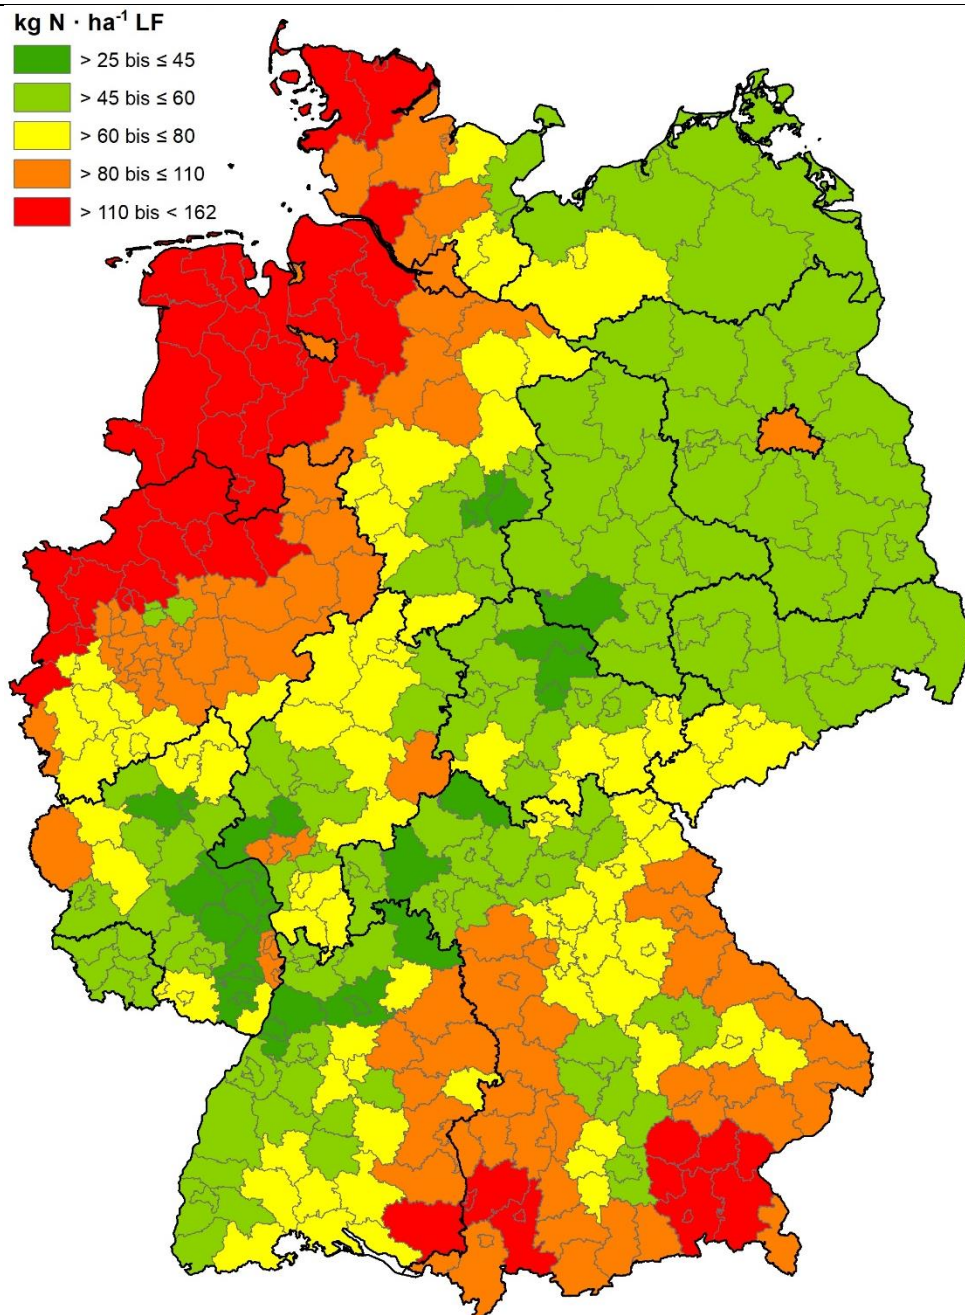 kg N · ha⁻¹ LF
> 25 bis ≤ 45
> 45 bis ≤ 60
> 60 bis ≤ 80
> 80 bis ≤ 110
> 110 bis < 162